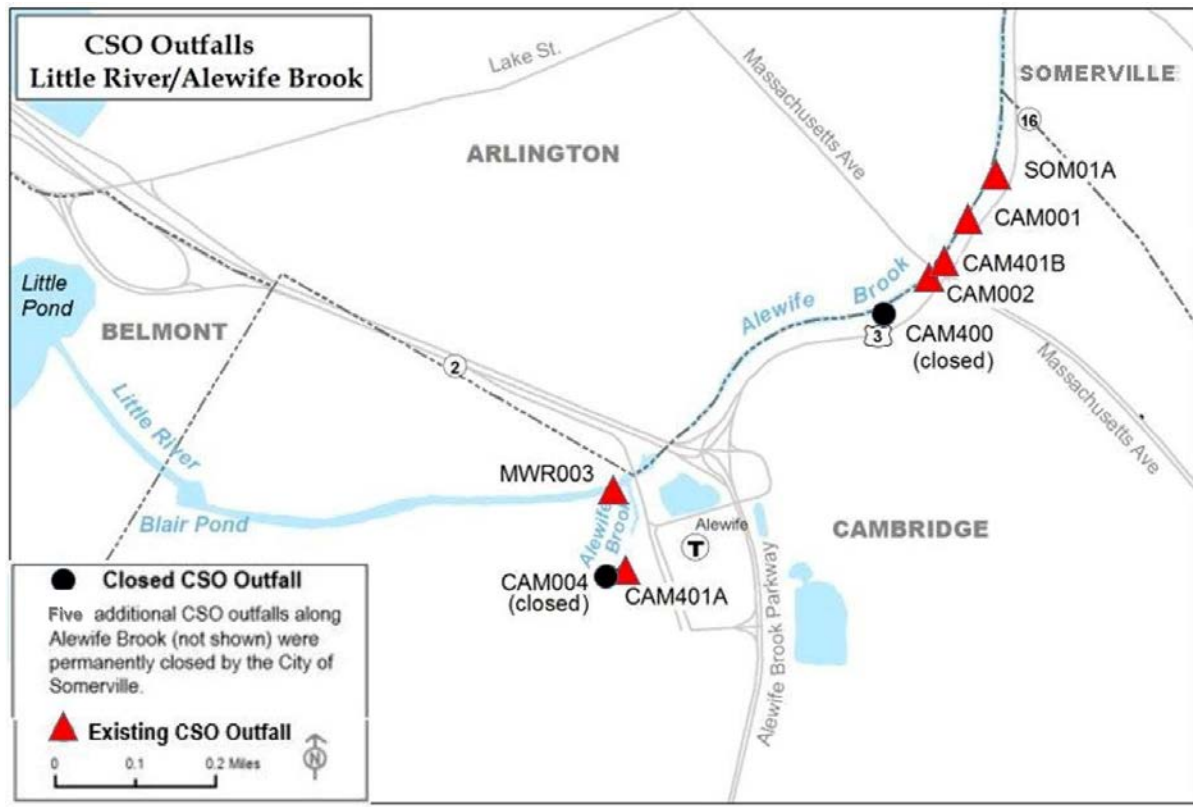 CSO Outfalls
Little River/Alewife Brook
Lake St.
Massachusetts Ave
SOMERVILLE
16
ARLINGTON
SOM01A
CAM001
CAM401B
CAM002
Alewife Brook
CAM400
(closed)
3
Little
Pond
BELMONT
2
Massachusetts Ave
Little River
MWR003
Blair Pond
Alewife
Brook
Alewife
T
CAMBRIDGE
CAM004
(closed)
CAM401A
Alewife Brook Parkway
Closed CSO Outfall
Five additional CSO outfalls along
Alewife Brook (not shown) were
permanently closed by the City of
Somerville.
Existing CSO Outfall
0 0.1 0.2 Miles
N